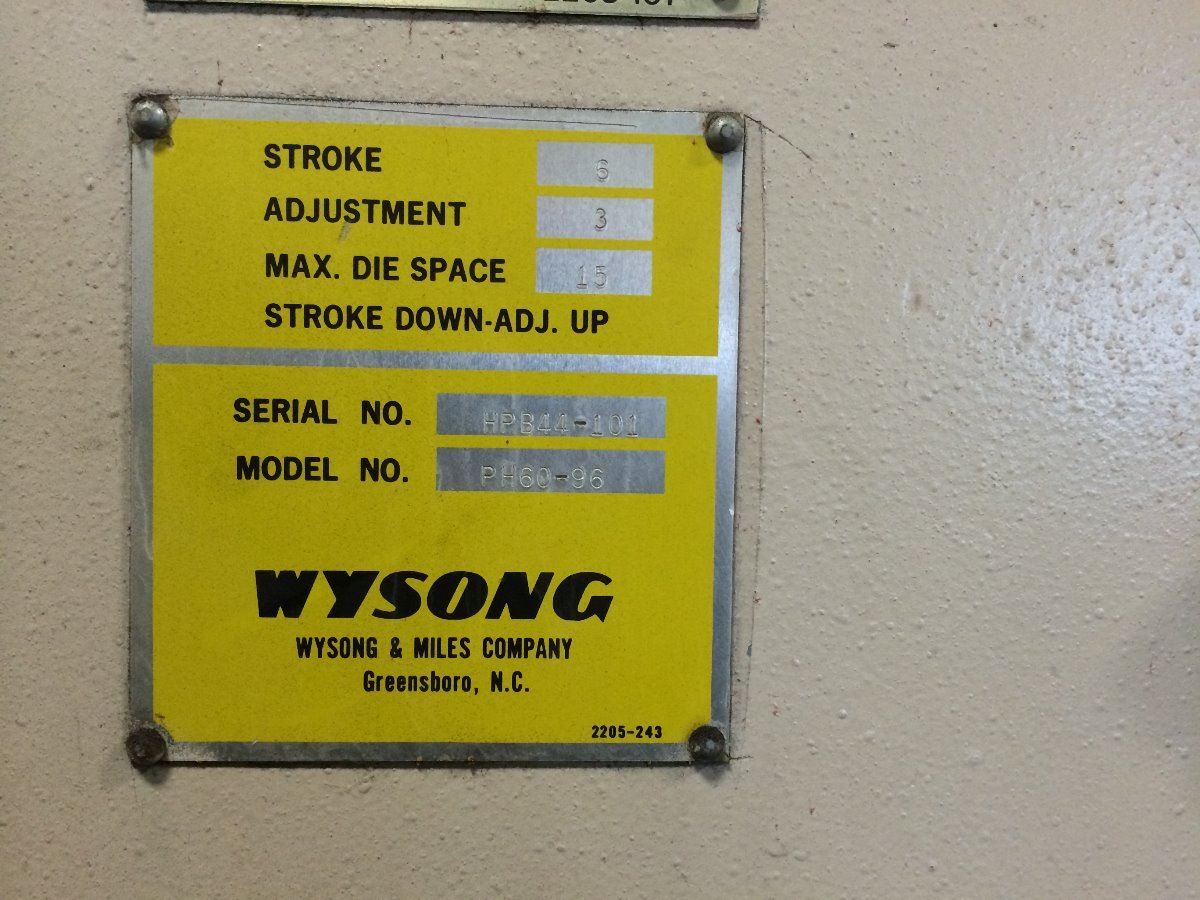 STROKE 6
ADJUSTMENT 3
MAX. DIE SPACE 15
STROKE DOWN-ADJ. UP
SERIAL NO. HPB44-101
MODEL NO. PH60-96
WYSONG
WYSONG & MILES COMPANY
Greensboro, N.C.
2205-243